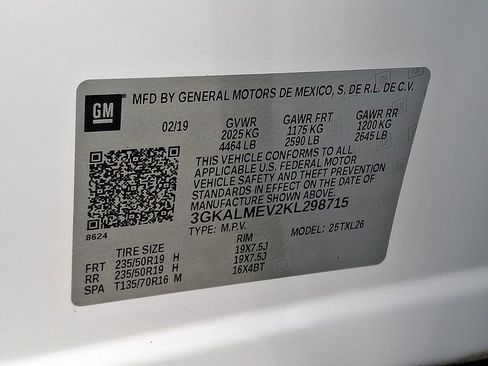 GM
MFD BY GENERAL MOTORS DE MEXICO, S. DE R.L. DE C.V.
02/19 GVWR GAWR FRT GAWR RR
2025 KG 1175 KG 1200 KG
4464 LB 2590 LB 2645 LB
THIS VEHICLE CONFORMS TO ALL
APPLICABLE U.S. FEDERAL MOTOR
VEHICLE SAFETY AND THEFT PREVENTION
STANDARDS IN EFFECT ON THE DATE OF
MANUFACTURE SHOWN ABOVE.
3GKALMEV2KL298715
8624 TYPE: M.P.V. MODEL: 25TXL26
TIRE SIZE RIM
FRT 235/50R19 H 19X7.5J
RR 235/50R19 H 19X7.5J
SPA T135/70R16 M 16X4BT